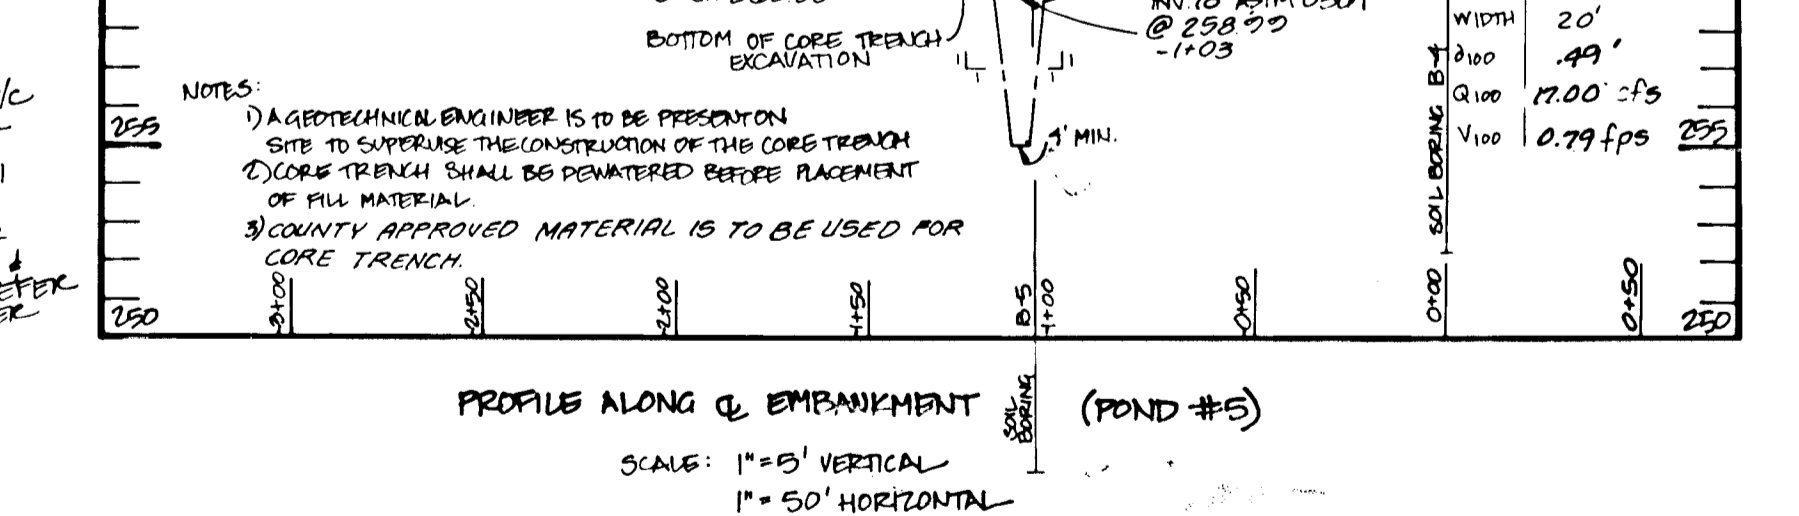 @ 258.99
-1+03
BOTTOM OF CORE TRENCH
EXCAVATION
WIDTH 20'
d100 .49'
Q100 17.00 cfs
V100 0.79 fps
SOIL BORING B-4
/C
NOTES:
1) A GEOTECHNICAL ENGINEER IS TO BE PRESENT ON
SITE TO SUPERVISE THE CONSTRUCTION OF THE CORE TRENCH
2) CORE TRENCH SHALL BE DEWATERED BEFORE PLACEMENT
OF FILL MATERIAL.
3) COUNTY APPROVED MATERIAL IS TO BE USED FOR
CORE TRENCH.
4' MIN.
255
255
250
-3+00
-2+50
-2+00
-1+50
B-5
-1+00
-0+50
0+00
0+50
250
PROFILE ALONG ℄ EMBANKMENT (POND #5)
SOIL
BORING
SCALE: 1"=5' VERTICAL
1"=50' HORIZONTAL